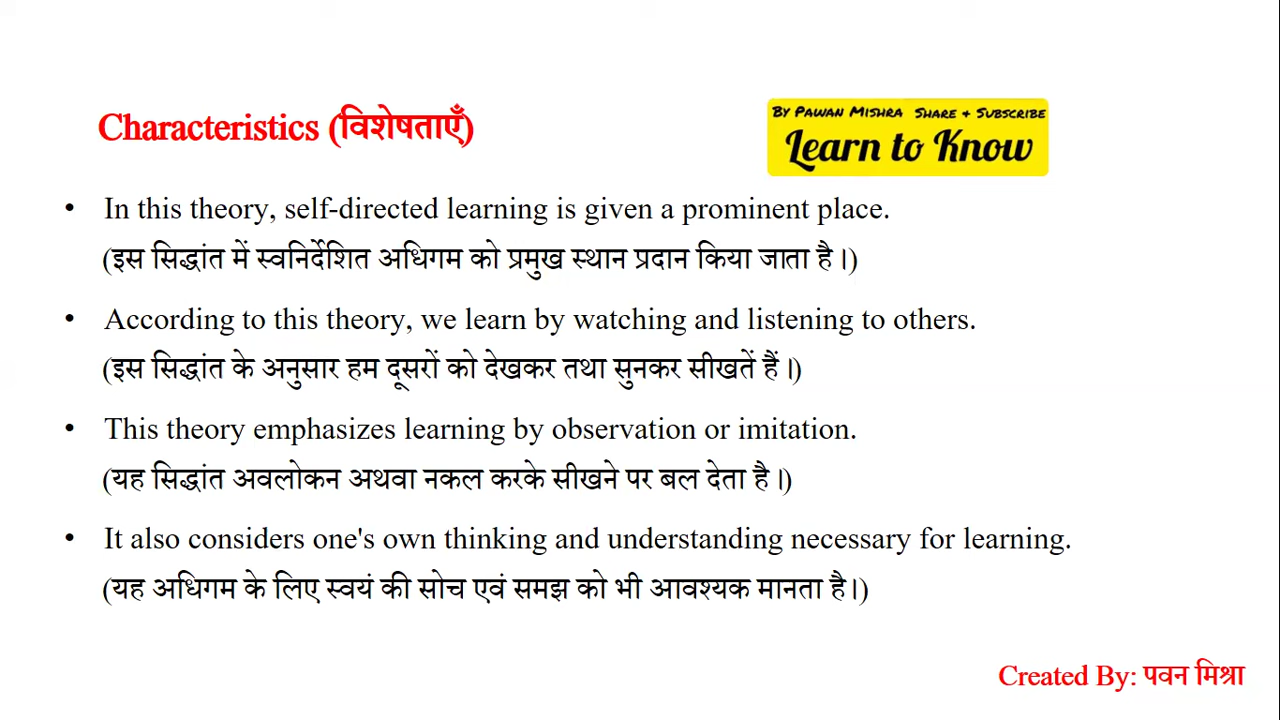 Characteristics (विशेषताएँ)
By Pawan Mishra Share & Subscribe
Learn to Know
• In this theory, self-directed learning is given a prominent place.
(इस सिद्धांत में स्वनिर्देशित अधिगम को प्रमुख स्थान प्रदान किया जाता है।)
• According to this theory, we learn by watching and listening to others.
(इस सिद्धांत के अनुसार हम दूसरों को देखकर तथा सुनकर सीखतें हैं।)
• This theory emphasizes learning by observation or imitation.
(यह सिद्धांत अवलोकन अथवा नकल करके सीखने पर बल देता है।)
• It also considers one's own thinking and understanding necessary for learning.
(यह अधिगम के लिए स्वयं की सोच एवं समझ को भी आवश्यक मानता है।)
Created By: पवन मिश्रा